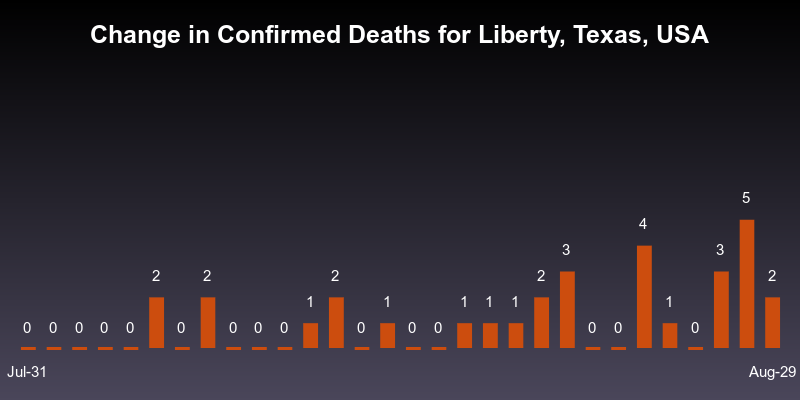 Change in Confirmed Deaths for Liberty, Texas, USA
5
4
3 3
2 2 2 2 2
1 1 1 1 1 1
0 0 0 0 0 0 0 0 0 0 0 0 0 0 0
Jul-31 Aug-29